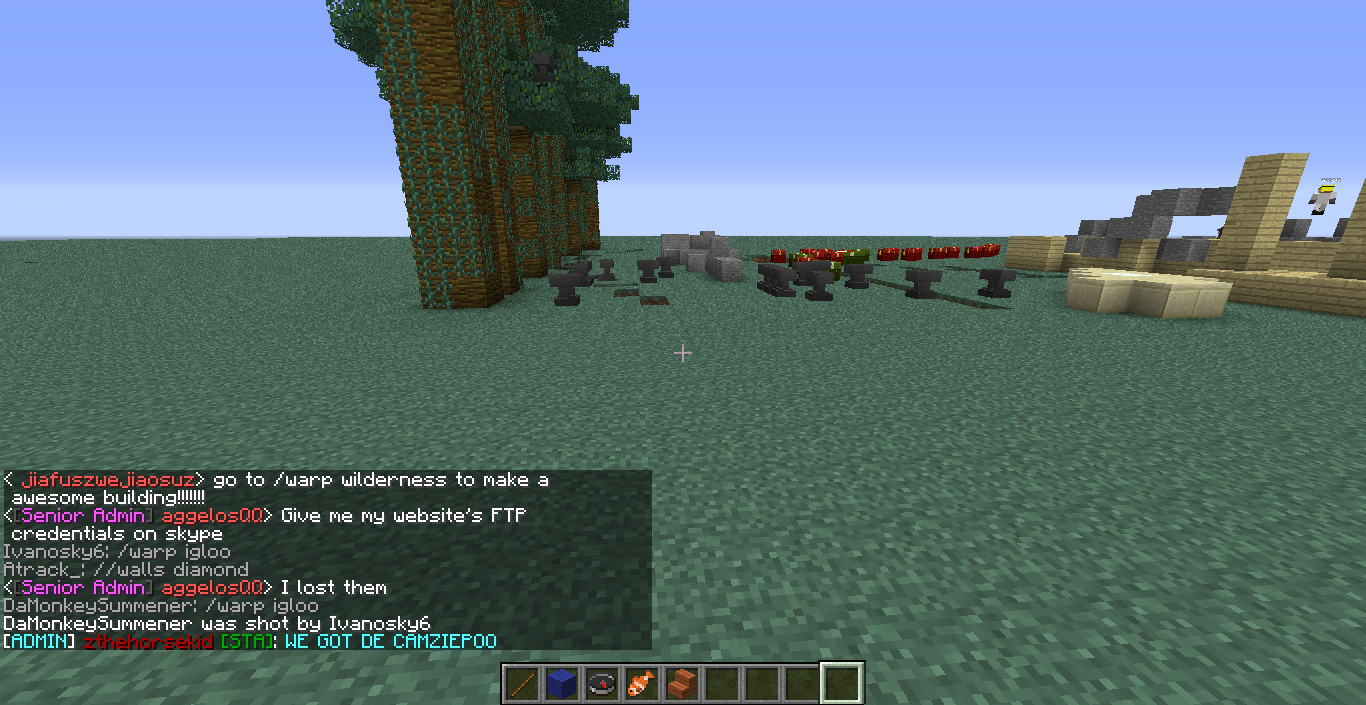 < jiafuszwejiaosuz> go to /warp wilderness to make a
awesome building!!!!!!!
<[Senior Admin] aggelosQQ> Give me my website's FTP
credentials on skype
Ivanosky6: /warp igloo
Atrack_: //walls diamond
<[Senior Admin] aggelosQQ> I lost them
DaMonkeySummener: /warp igloo
DaMonkeySummener was shot by Ivanosky6
[ADMIN] zthehorsekid [STA]: WE GOT DE CAMZIEPOO